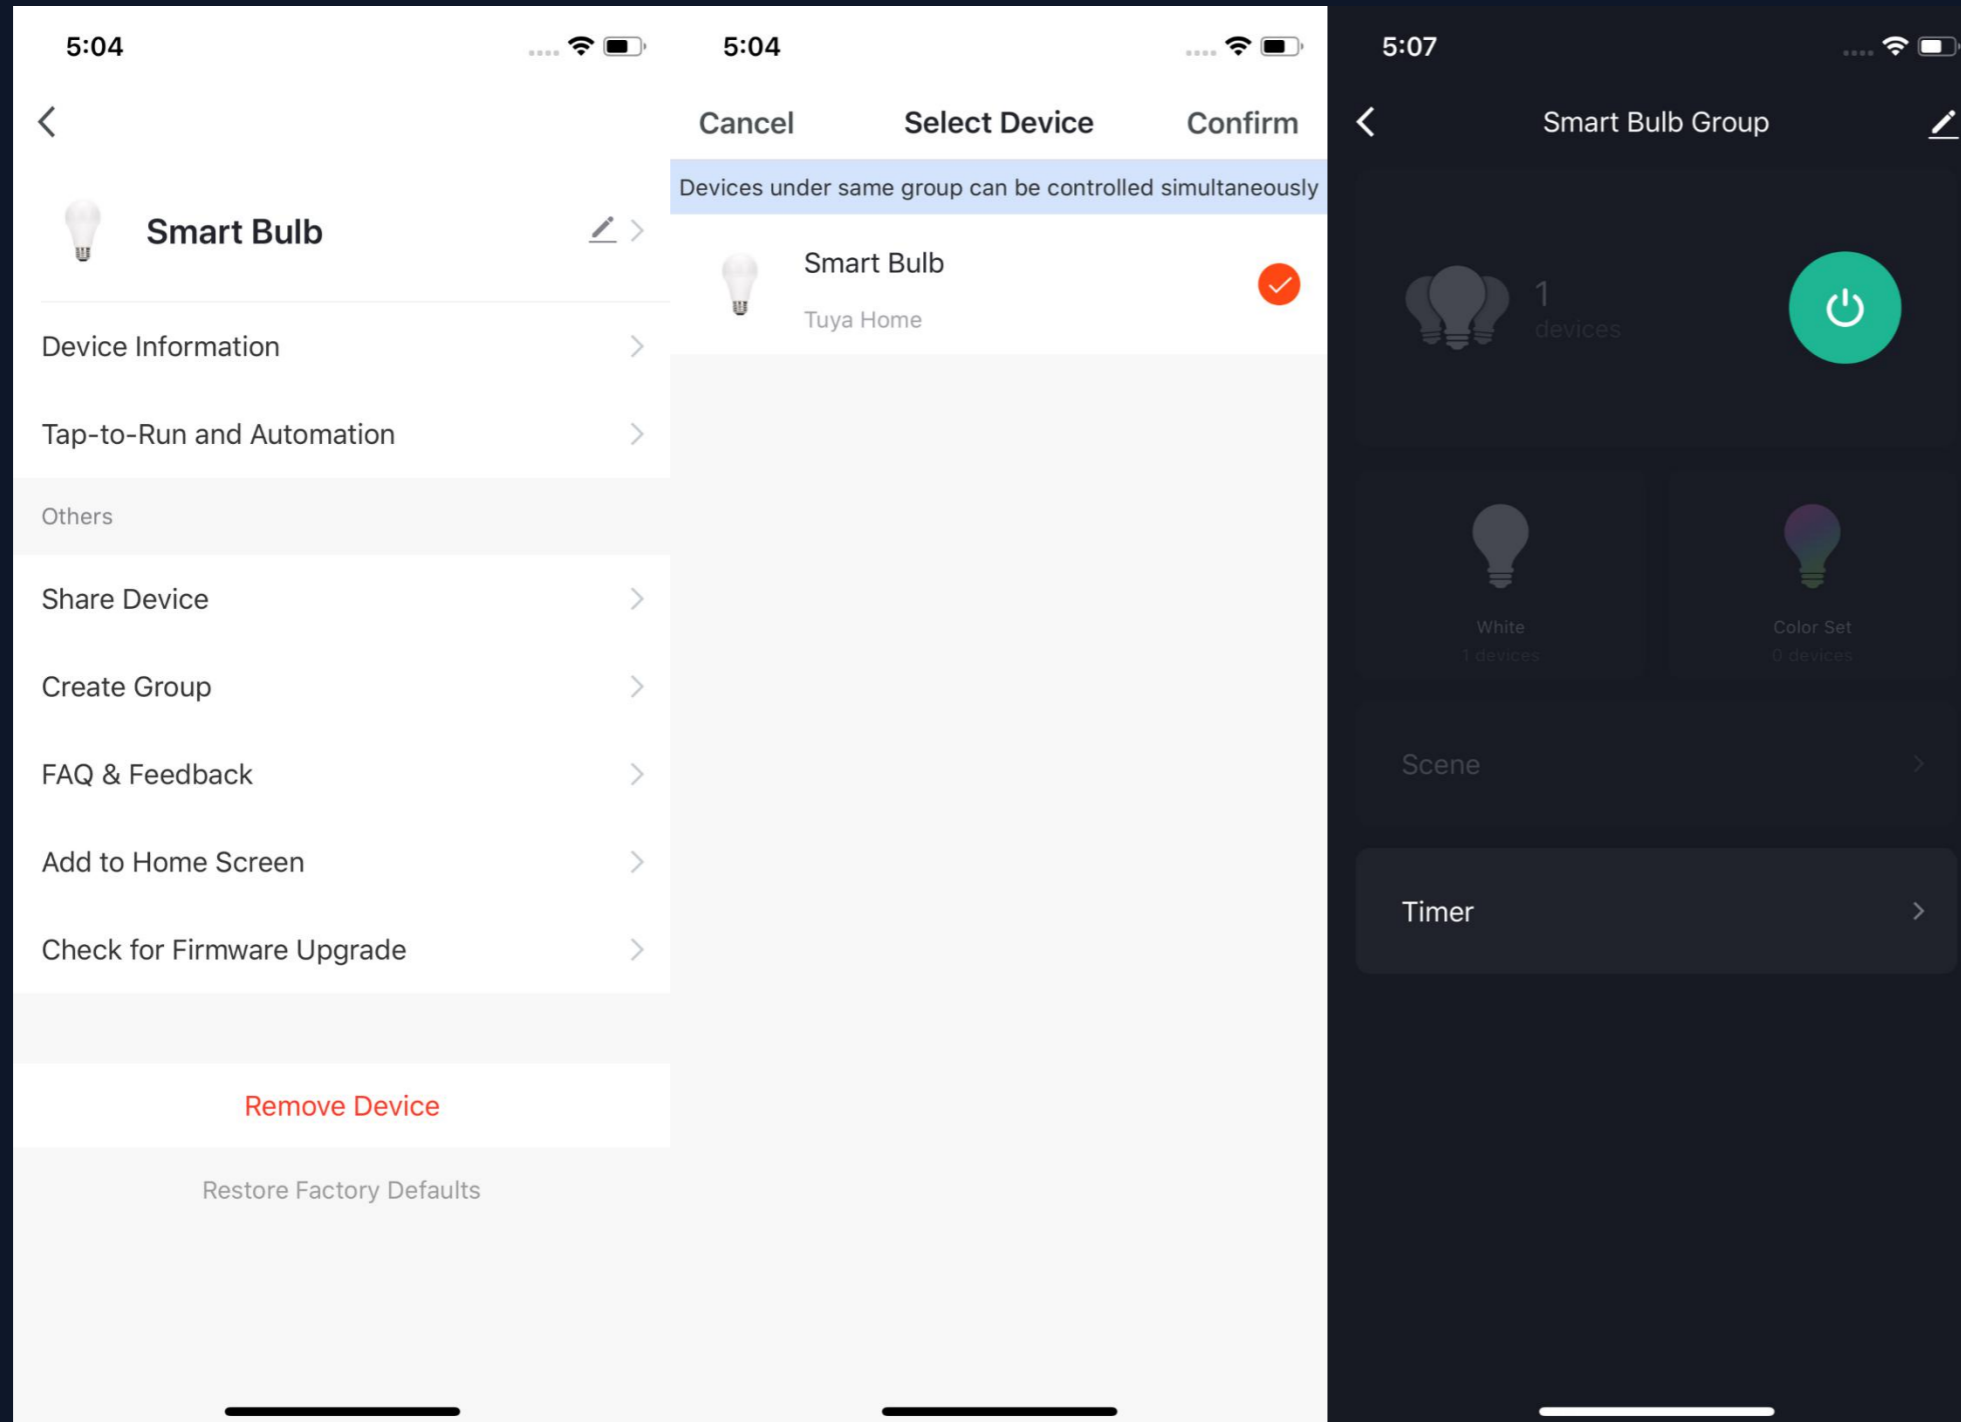 5:04
Smart Bulb
Device Information
Tap-to-Run and Automation
Others
Share Device
Create Group
FAQ & Feedback
Add to Home Screen
Check for Firmware Upgrade
Remove Device
Restore Factory Defaults
5:04
Cancel
Select Device
Confirm
Devices under same group can be controlled simultaneously
Smart Bulb
Tuya Home
5:07
Smart Bulb Group
1
devices
White
1 devices
Color Set
0 devices
Scene
Timer